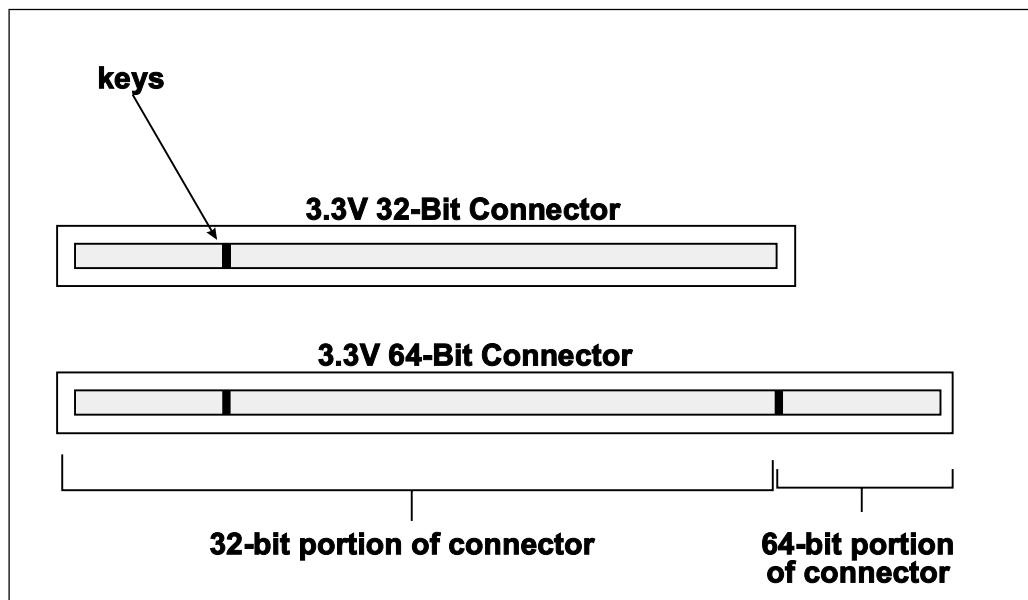 keys
3.3V 32-Bit Connector
3.3V 64-Bit Connector
32-bit portion of connector
64-bit portion
of connector